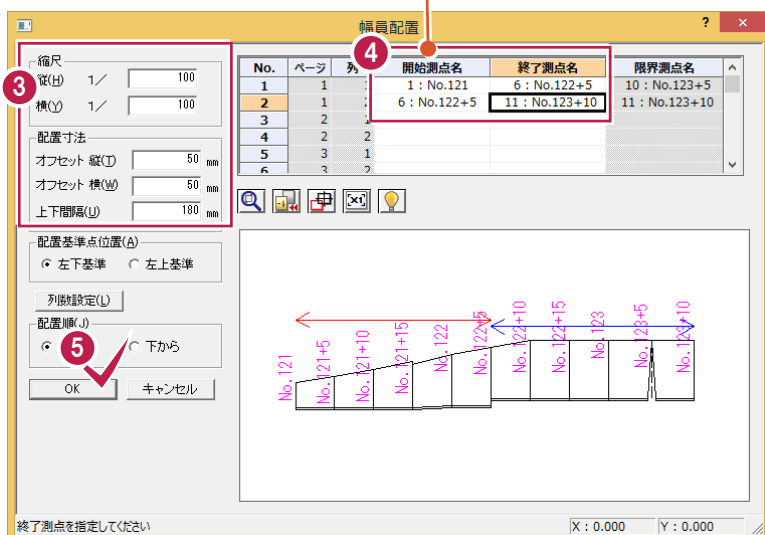 幅員配置
? ×
縮尺
縦(H) 1／ 100
横(Y) 1／ 100
配置寸法
オフセット 縦(T) 50 mm
オフセット 横(W) 50 mm
上下間隔(U) 180 mm
配置基準点位置(A)
左下基準 左上基準
列数設定(L)
配置順(J)
下から
OK キャンセル
3
4
5
No. ページ 列 開始測点名 終了測点名 限界測点名
1 1 1 : No.121 6 : No.122+5 10 : No.123+5
2 1 2 6 : No.122+5 11 : No.123+10 11 : No.123+10
3 2 1
4 2 2
5 3 1
6 3 2
[X1]
No.121
No.121+5
No.121+10
No.121+15
No.122
No.122+5
No.122+10
No.122+15
No.123
No.123+5
No.123+10
終了測点を指定してください
X : 0.000 Y : 0.000